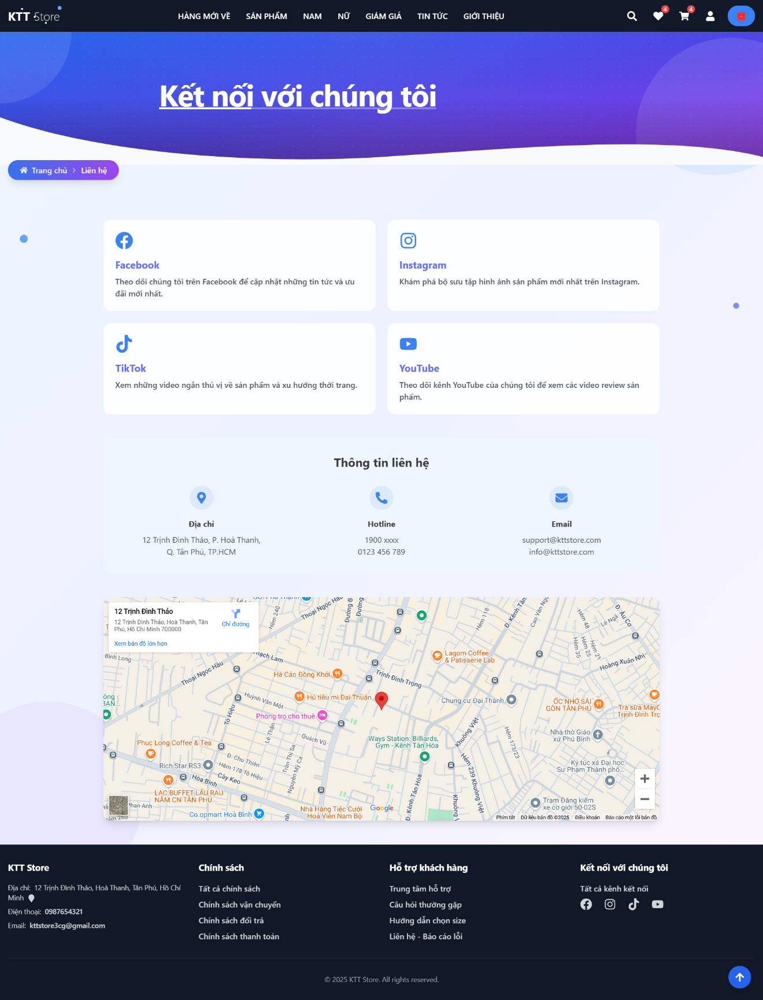 KTT Store
HÀNG MỚI VỀ
SẢN PHẨM
NAM
NỮ
GIẢM GIÁ
TIN TỨC
GIỚI THIỆU
4
4
Kết nối với chúng tôi
Trang chủ
Liên hệ
Facebook
Theo dõi chúng tôi trên Facebook để cập nhật những tin tức và ưu
đãi mới nhất.
Instagram
Khám phá bộ sưu tập hình ảnh sản phẩm mới nhất trên Instagram.
TikTok
Xem những video ngắn thú vị về sản phẩm và xu hướng thời trang.
YouTube
Theo dõi kênh YouTube của chúng tôi để xem các video review sản
phẩm.
Thông tin liên hệ
Địa chỉ
12 Trịnh Đình Thảo, P. Hoà Thanh,
Q. Tân Phú, TP.HCM
Hotline
1900 xxxx
0123 456 789
Email
support@kttstore.com
info@kttstore.com
12 Trịnh Đình Thảo
12 Trịnh Đình Thảo, Hoà Thanh, Tân
Phú, Hồ Chí Minh 700000
Chỉ đường
Xem bản đồ lớn hơn
Hẻm 240
Thoại Ngọc Hầu
Hẻm 118
Đ. Kênh Tân
Cao Văn Ngọ
Hẻm 48
Lê Ngã
Đ. Âu Cơ
Hẻm 35
Hẻm 25
Hẻm 21
Hoàng Xuân Nhị
Bình Long
Thạch Lam
Thoại Ngọc Hầu
Lagom Coffee
& Patisserie Lab
Há Cảo Đồng Khởi
Trịnh Đình Trọng
Huỳnh Văn Một
Hủ tiếu mì Đại Thuận
Chung cư Đại Thành
ỐC NHỚ SÀI
GÒN TÂN PHÚ
Trà sữa MayC
Trịnh Đình Trọ
Tô Hiệu
Phòng trọ cho thuê
Lê Thận
Quách Vũ
Khuông Việt
Nhà thờ Giáo
xứ Phú Bình
Phuc Long Coffee & Tea
Ways Station: Billiards,
Gym - Kênh Tân Hóa
Hẻm 173/23
Rich Star RS3
Đ. Chu Thiên
Hẻm 178 Tô Hiệu
Trần Thị Sa
Nguyễn Mỹ Ca
Hẻm 239 Khuông Việt
Ký túc xá Đại học
Sư Phạm Thành phố...
Hòa Bình
Cây Keo
LAC BUFFET LẨU RAU
NẤM CN TÂN PHÚ
Đ. Kênh Tân Hóa
Phan Anh
Hẻm 260
Co.opmart Hoà Bình
Nhà Hàng Tiệc Cưới
Hoa Viên Nam Bộ
Google
Trạm Đăng kiểm
xe cơ giới 50-02S
Phím tắt
Dữ liệu bản đồ ©2025
Điều khoản
Báo cáo một lỗi bản đồ
KTT Store
Địa chỉ: 12 Trịnh Đình Thảo, Hoà Thanh, Tân Phú, Hồ Chí
Minh
Điện thoại: 0987654321
Email: kttstore3cg@gmail.com
Chính sách
Tất cả chính sách
Chính sách vận chuyển
Chính sách đổi trả
Chính sách thanh toán
Hỗ trợ khách hàng
Trung tâm hỗ trợ
Câu hỏi thường gặp
Hướng dẫn chọn size
Liên hệ - Báo cáo lỗi
Kết nối với chúng tôi
Tất cả kênh kết nối
© 2025 KTT Store. All rights reserved.